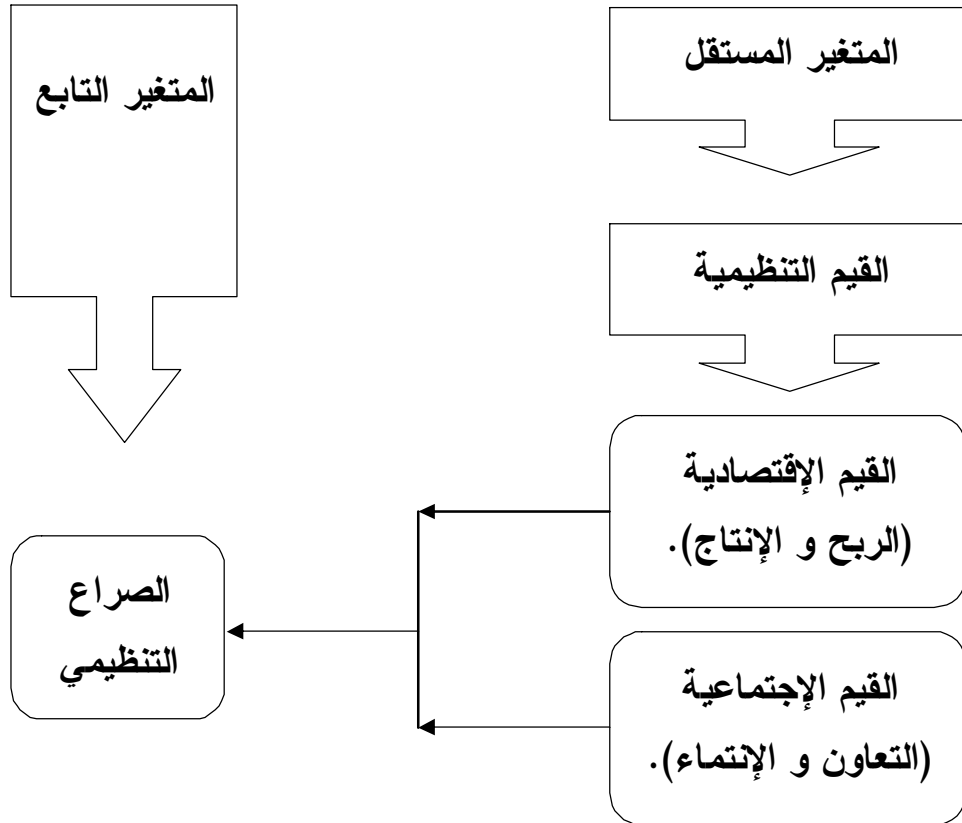 المتغير المستقل
المتغير التابع
القيم التنظيمية
القيم الإقتصادية
(الربح و الإنتاج).
الصراع
التنظيمي
القيم الإجتماعية
(التعاون و الإنتماء).